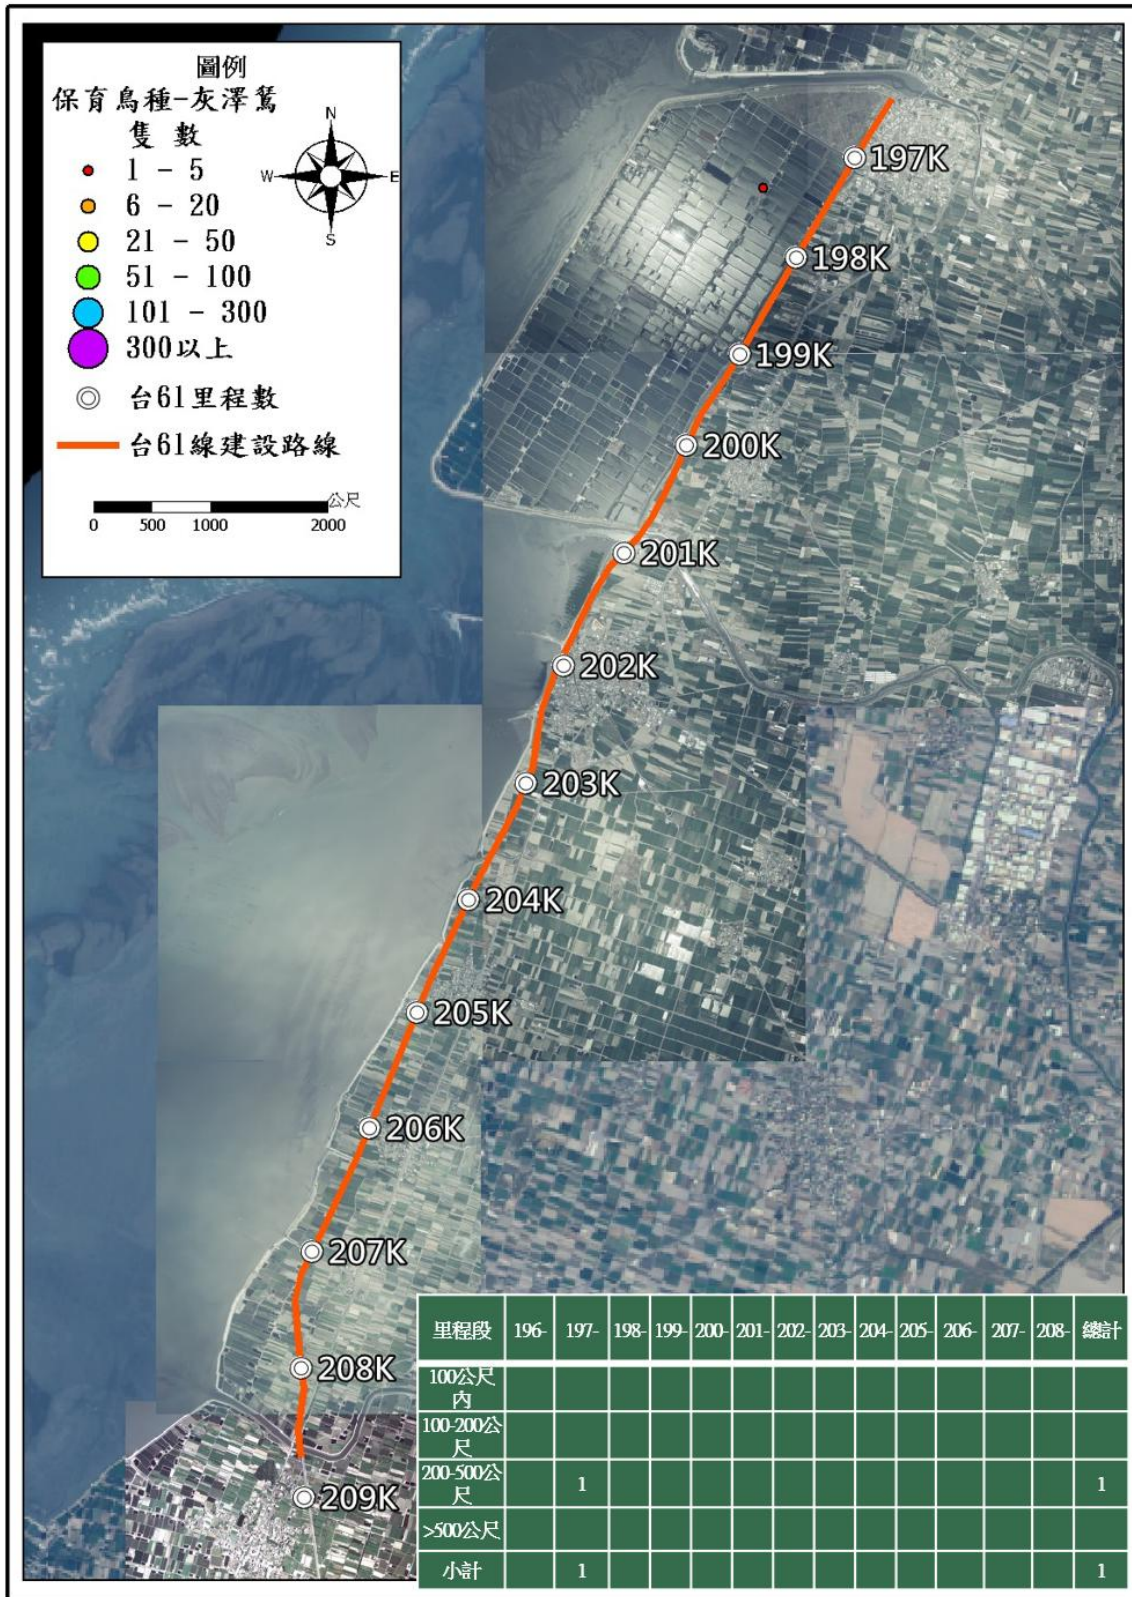 圖例
保育鳥種-灰澤鵟
隻 數
1 - 5
6 - 20
21 - 50
51 - 100
101 - 300
300以上
台61里程數
台61線建設路線
公尺
0 500 1000 2000
N
W E
S
197K
198K
199K
200K
201K
202K
203K
204K
205K
206K
207K
208K
209K
里程段 196- 197- 198- 199- 200- 201- 202- 203- 204- 205- 206- 207- 208- 總計
100公尺
內
100-200公
尺
200-500公
尺 1 1
>500公尺
小計 1 1